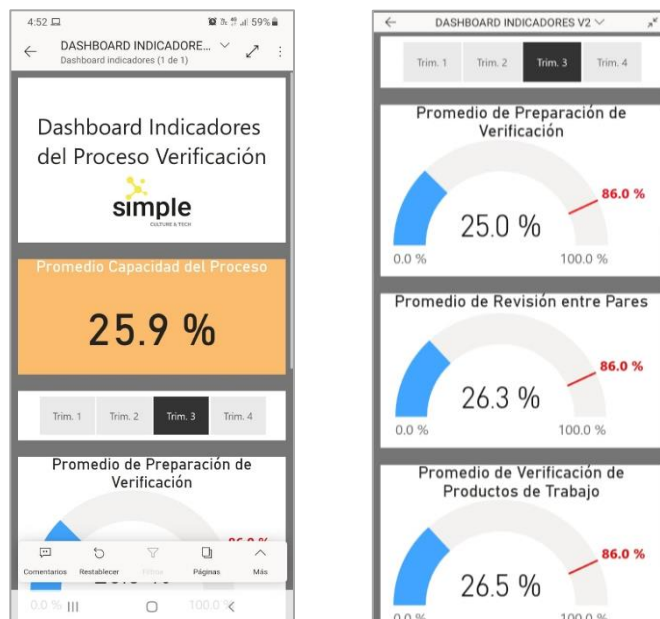 4:52
59%
DASHBOARD INDICADORE...
Dashboard indicadores (1 de 1)
Dashboard Indicadores
del Proceso Verificación
simple
CULTURE & TECH
Promedio Capacidad del Proceso
25.9 %
Trim. 1 Trim. 2 Trim. 3 Trim. 4
Promedio de Preparación de
Verificación
Comentarios Restablecer Páginas Más
0.0 %
DASHBOARD INDICADORES V2
Trim. 1 Trim. 2 Trim. 3 Trim. 4
Promedio de Preparación de
Verificación
86.0 %
25.0 %
0.0 % 100.0 %
Promedio de Revisión entre Pares
86.0 %
26.3 %
0.0 % 100.0 %
Promedio de Verificación de
Productos de Trabajo
86.0 %
26.5 %
0.0 % 100.0 %